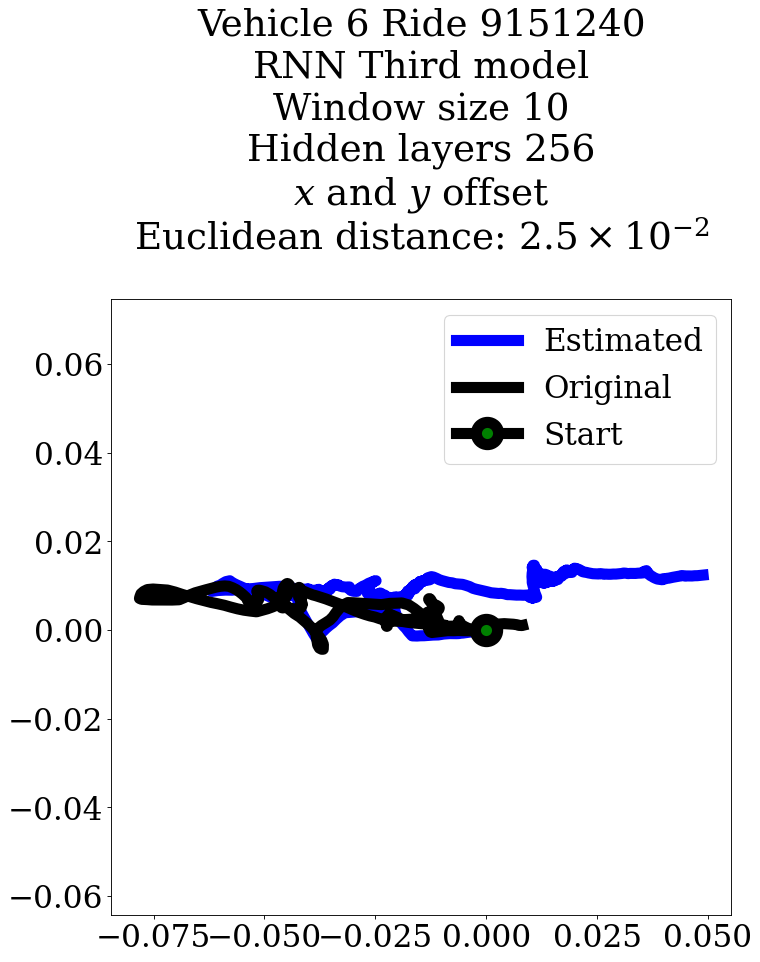 Vehicle 6 Ride 9151240
RNN Third model
Window size 10
Hidden layers 256
x and y offset
Euclidean distance: 2.5 × 10⁻²
Estimated
Original
Start
0.06
0.04
0.02
0.00
−0.02
−0.04
−0.06
−0.075 −0.050 −0.025 0.000 0.025 0.050